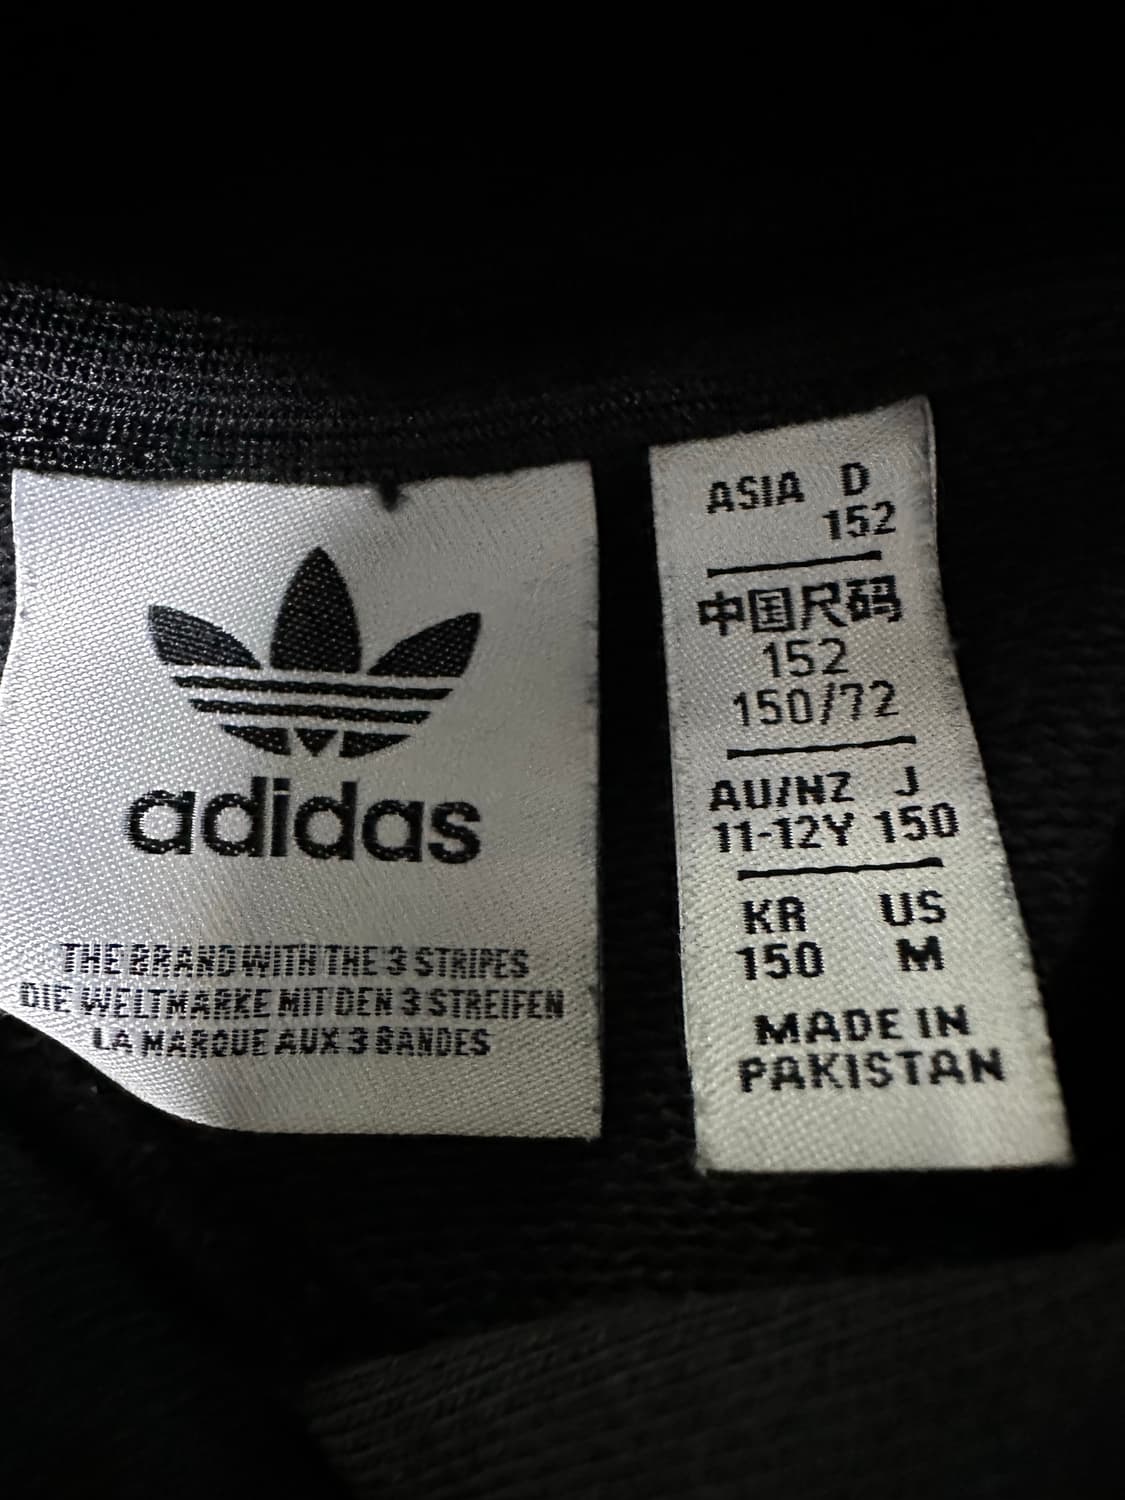 adidas
THE BRAND WITH THE 3 STRIPES
DIE WELTMARKE MIT DEN 3 STREIFEN
LA MARQUE AUX 3 BANDES
ASIA D
152
中国尺码
152
150/72
AU/NZ J
11-12Y 150
KR US
150 M
MADE IN
PAKISTAN